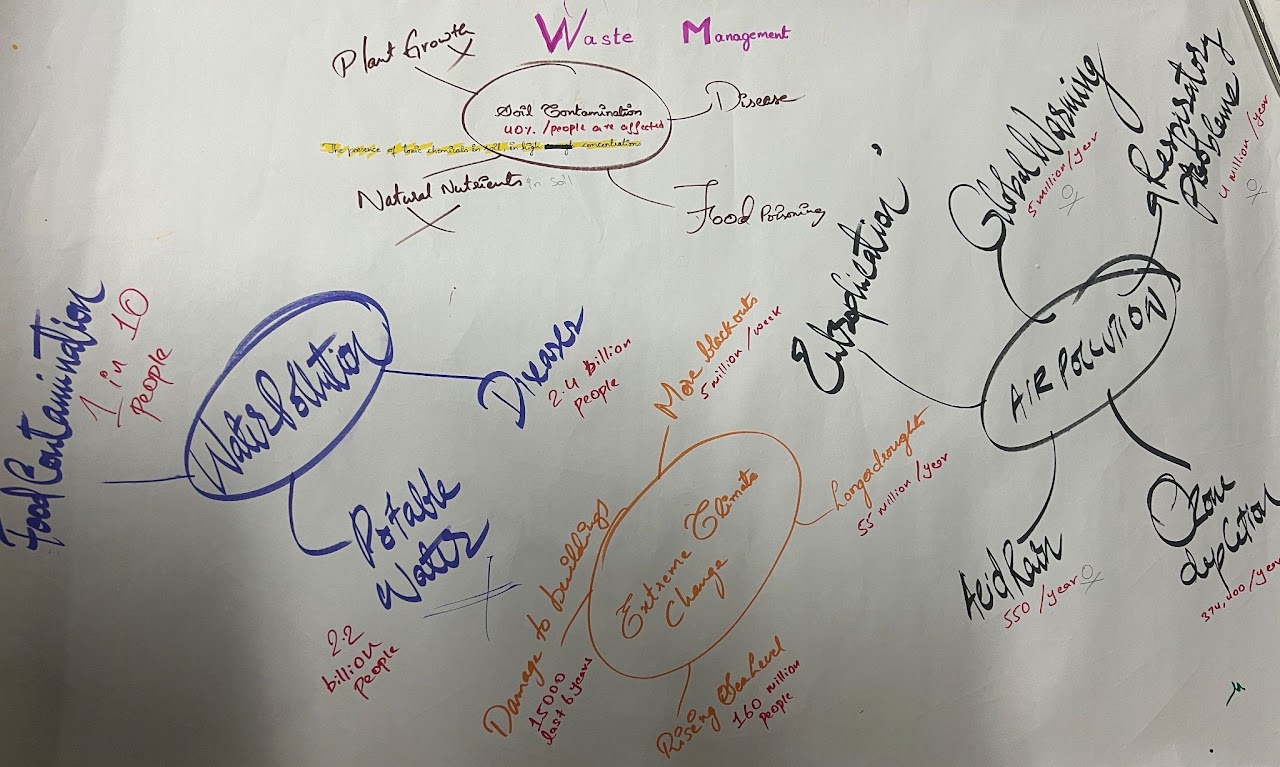 Waste Management
Plant Growth
Soil Contamination
40% /people are affected
The presence of toxic chemicals in soil, in high concentrations
Disease
Natural Nutrients in soil
Food Poisoning
Food Contamination
1 in 10
people
Water Pollution
Diseases
2.4 billion
people
Potable
Water
2.2
billion
people
Extreme Climate
Change
More blackouts
5 million /week
Longer droughts
55 million /year
Damage to buildings
15000
last 6 years
Rising Sea Level
160 million
people
AIR POLLUTION
Eutrophication
Global Warming
5 million/year
Respiratory
Problems
4 million /year
Acid Rain
550 /year
Ozone
depletion
374,400 /year